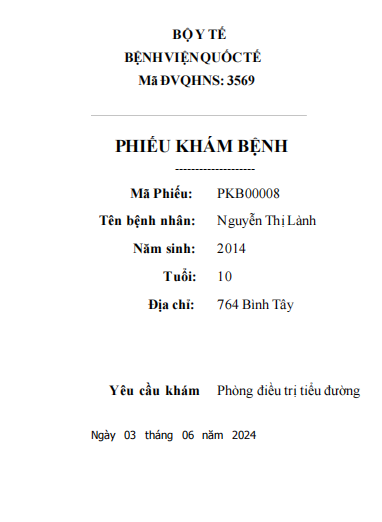 BỘ Y TẾ
BỆNH VIỆN QUỐC TẾ
Mã ĐVQHNS: 3569
PHIẾU KHÁM BỆNH
--------------------
Mã Phiếu: PKB00008
Tên bệnh nhân: Nguyễn Thị Lành
Năm sinh: 2014
Tuổi: 10
Địa chỉ: 764 Bình Tây
Yêu cầu khám Phòng điều trị tiểu đường
Ngày 03 tháng 06 năm 2024